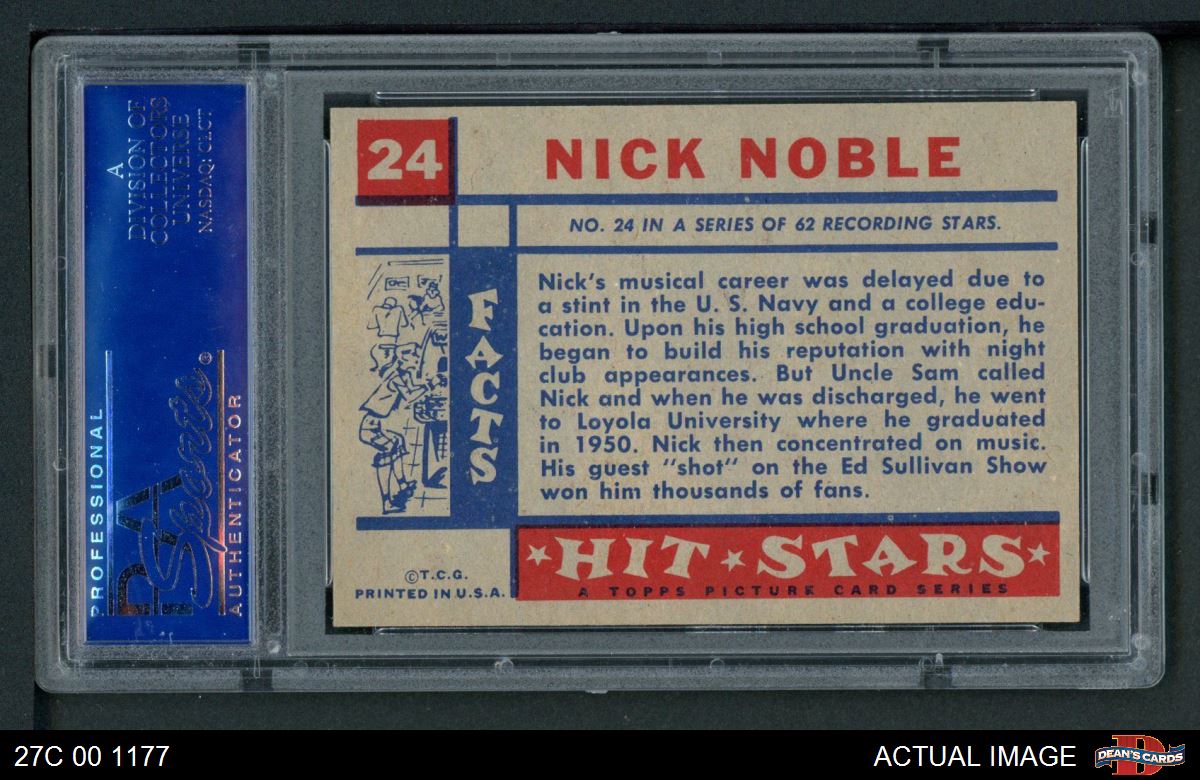 A
DIVISION OF
COLLECTORS
UNIVERSE
NASDAQ: CLCT
PROFESSIONAL
PSA
Sports®
AUTHENTICATOR
24
NICK NOBLE
NO. 24 IN A SERIES OF 62 RECORDING STARS.
FACTS
Nick's musical career was delayed due to
a stint in the U. S. Navy and a college edu-
cation. Upon his high school graduation, he
began to build his reputation with night
club appearances. But Uncle Sam called
Nick and when he was discharged, he went
to Loyola University where he graduated
in 1950. Nick then concentrated on music.
His guest "shot" on the Ed Sullivan Show
won him thousands of fans.
©T.C.G.
PRINTED IN U.S.A.
HIT STARS
A TOPPS PICTURE CARD SERIES
27C 00 1177
ACTUAL IMAGE
DEAN'S CARDS